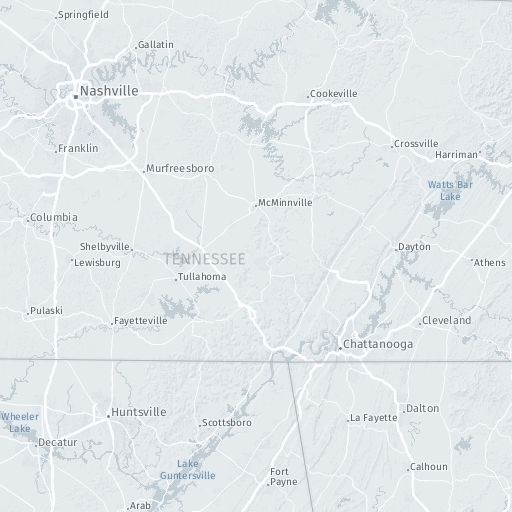 Springfield
Gallatin
Nashville
Cookeville
Crossville
Franklin
Harriman
Murfreesboro
Watts Bar
Lake
McMinnville
Columbia
Shelbyville
Dayton
TENNESSEE
Lewisburg
Athens
Tullahoma
Pulaski
Fayetteville
Cleveland
Chattanooga
Huntsville
Dalton
Wheeler
Lake
Scottsboro
La Fayette
Decatur
Lake
Guntersville
Calhoun
Fort
Payne
Arab